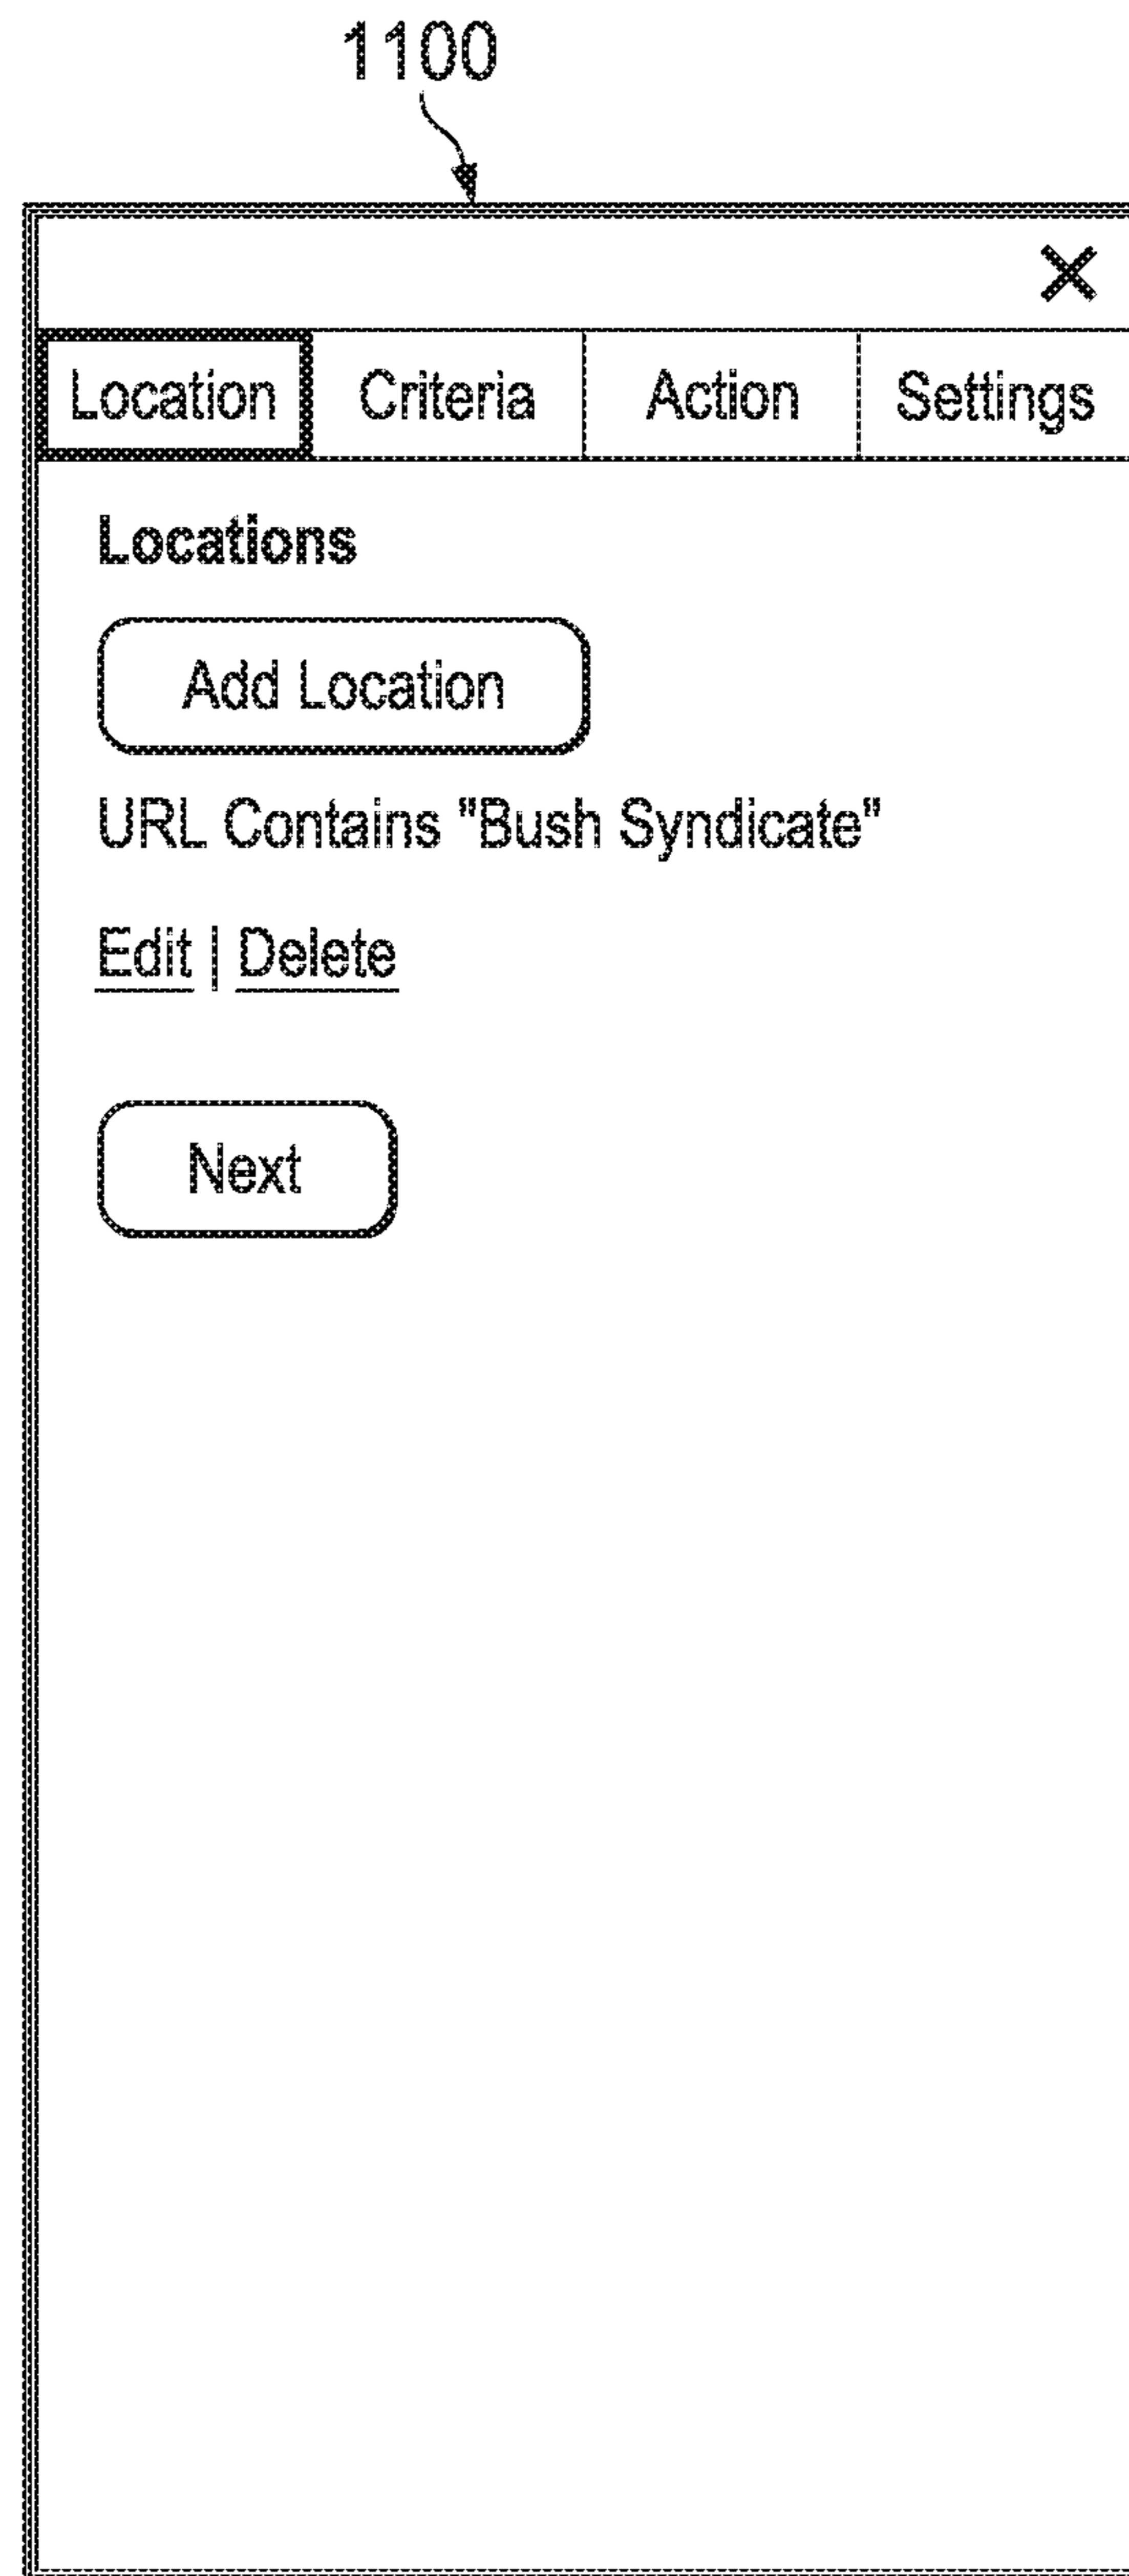 1100
Location Criteria Action Settings
Locations
Add Location
URL Contains "Bush Syndicate"
Edit | Delete
Next